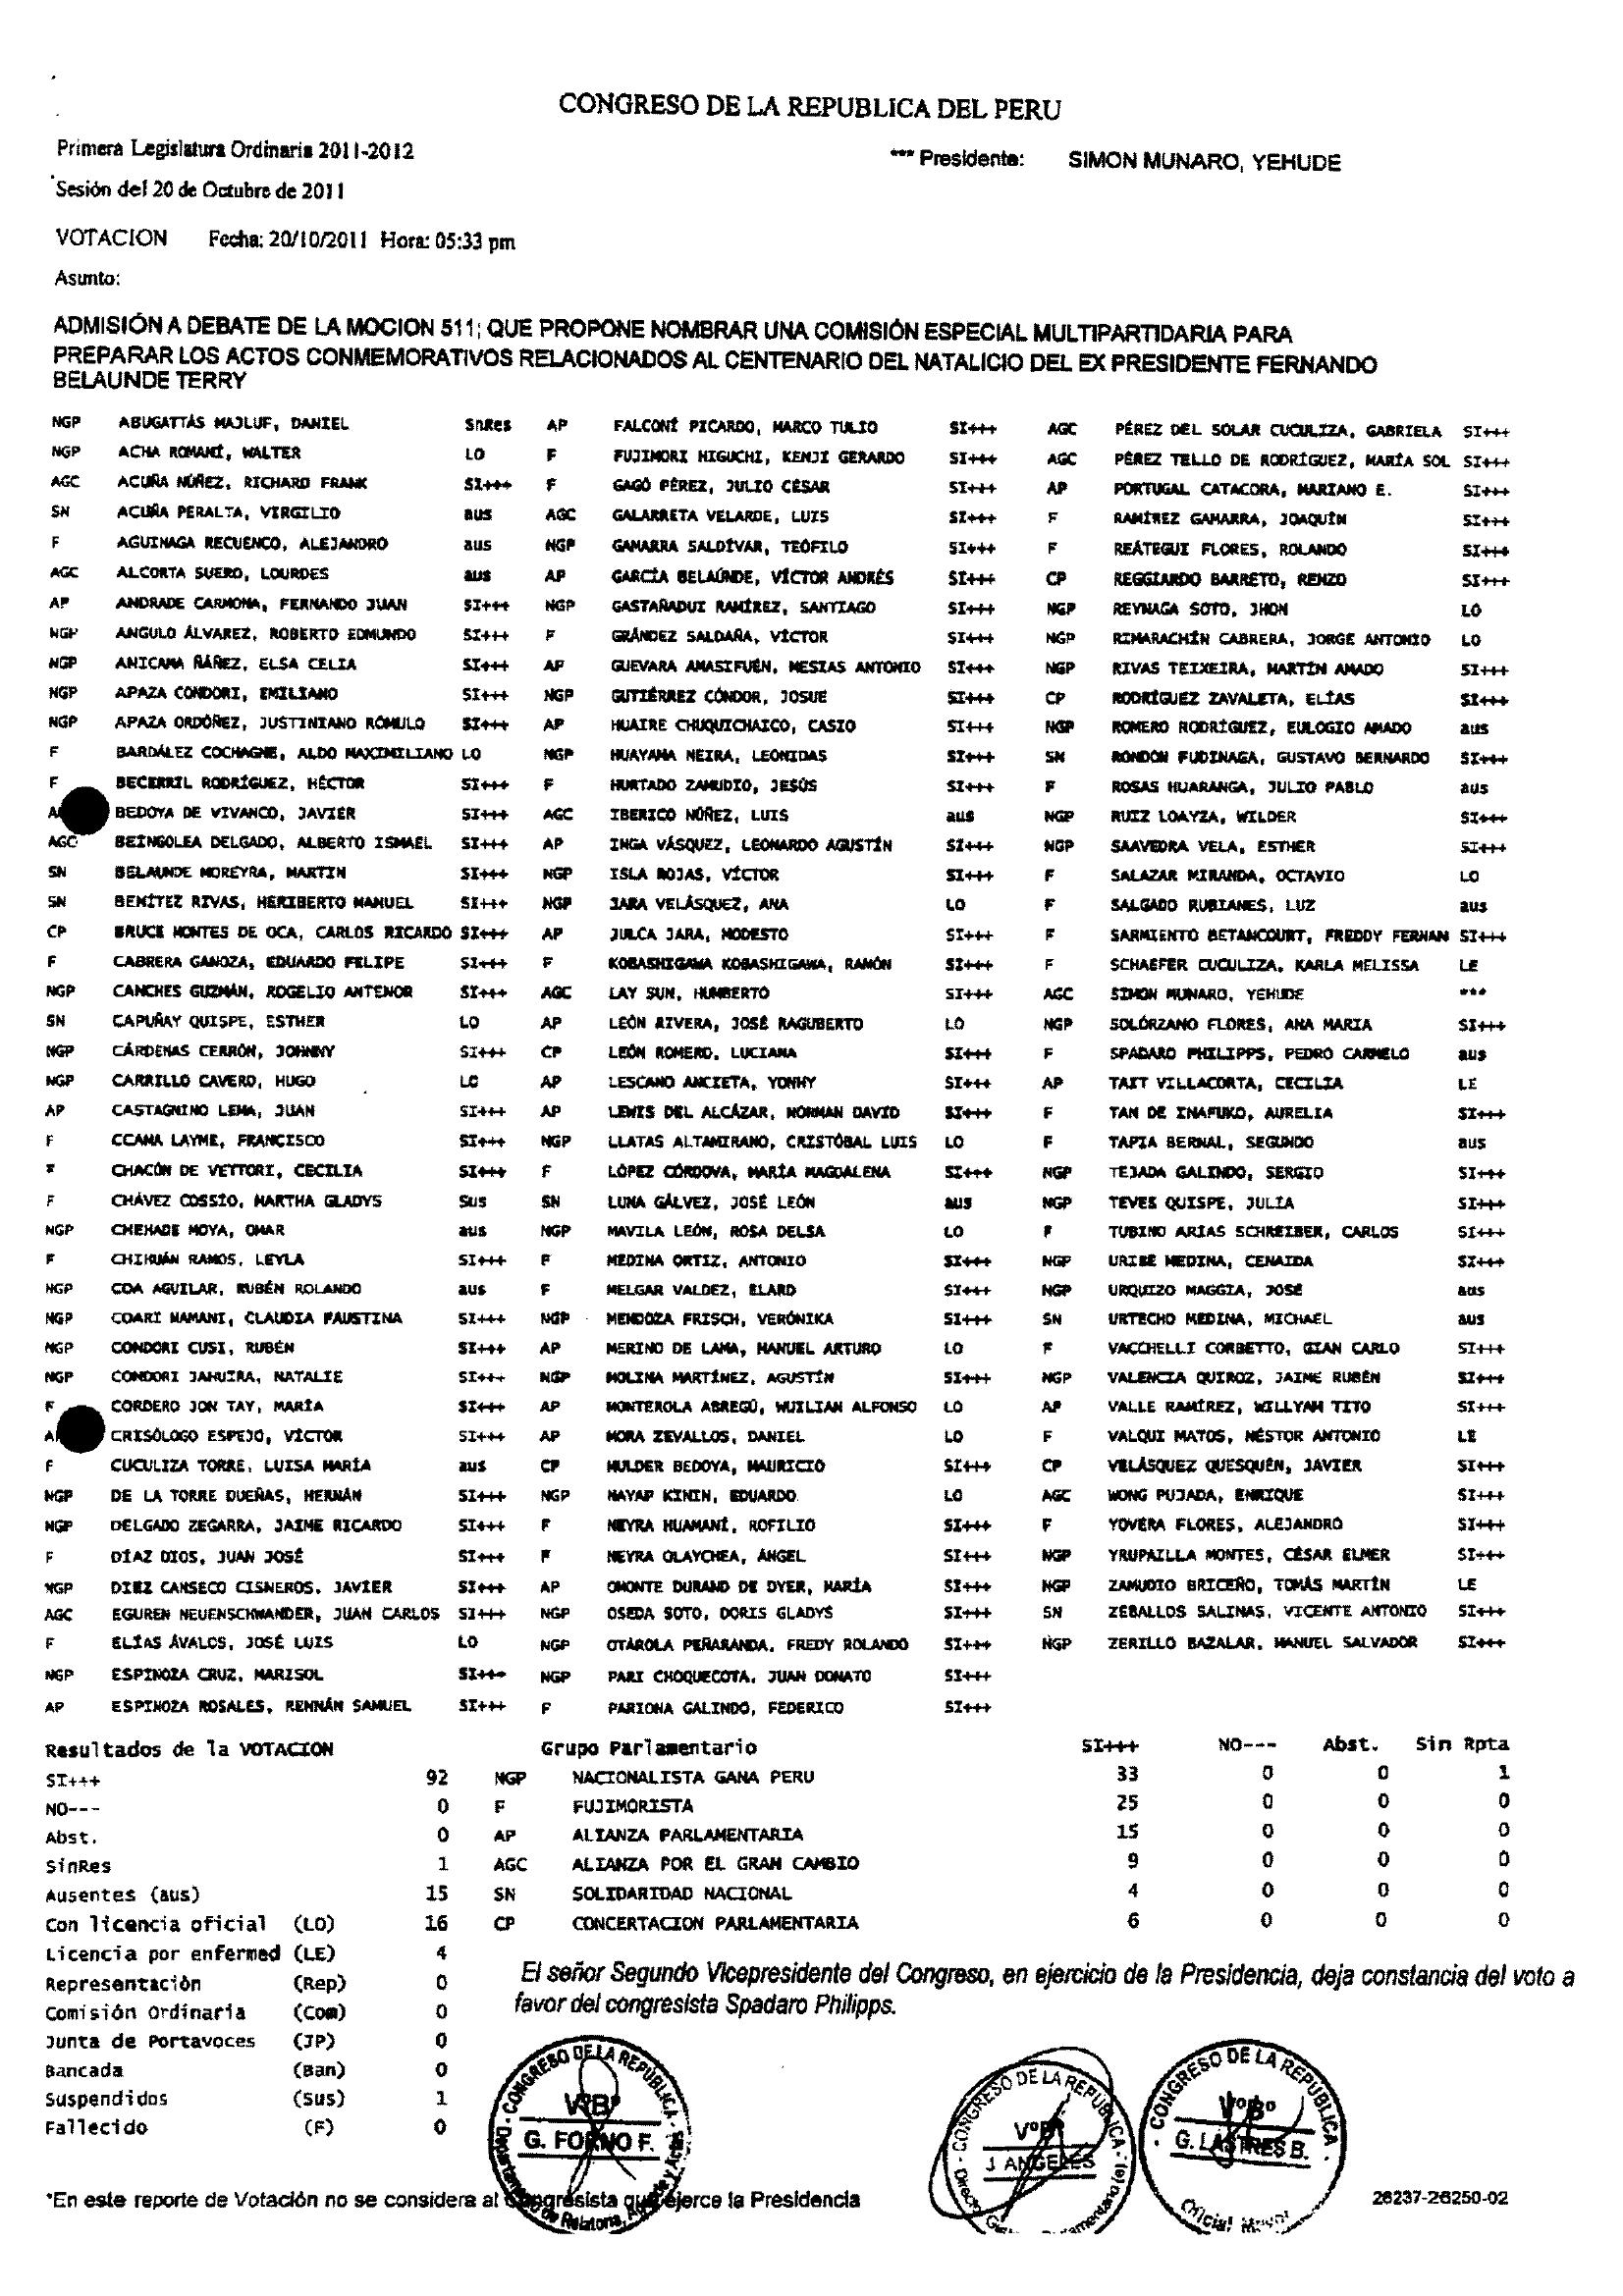 CONGRESO DE LA REPUBLICA DEL PERU
Primera Legislatura Ordinaria 2011-2012
*** Presidente: SIMON MUNARO, YEHUDE
Sesión del 20 de Octubre de 2011
VOTACION Fecha: 20/10/2011 Hora: 05:33 pm
Asunto:
ADMISIÓN A DEBATE DE LA MOCION 511; QUE PROPONE NOMBRAR UNA COMISIÓN ESPECIAL MULTIPARTIDARIA PARA
PREPARAR LOS ACTOS CONMEMORATIVOS RELACIONADOS AL CENTENARIO DEL NATALICIO DEL EX PRESIDENTE FERNANDO
BELAUNDE TERRY
NGP ABUGATTÁS MAJLUF, DANIEL SnRes
NGP ACHA ROMANÍ, WALTER LO
AGC ACUÑA NÚÑEZ, RICHARD FRANK SI+++
SN ACUÑA PERALTA, VIRGILIO aus
F AGUINAGA RECUENCO, ALEJANDRO aus
AGC ALCORTA SUERO, LOURDES aus
AP ANDRADE CARMONA, FERNANDO JUAN SI+++
NGP ANGULO ÁLVAREZ, ROBERTO EDMUNDO SI+++
NGP ANICAMA ÑÁÑEZ, ELSA CELIA SI+++
NGP APAZA CONDORI, EMILIANO SI+++
NGP APAZA ORDÓÑEZ, JUSTINIANO RÓMULO SI+++
F BARDÁLEZ COCHAGNE, ALDO MAXIMILIANO LO
F BECERRIL RODRÍGUEZ, HÉCTOR SI+++
BEDOYA DE VIVANCO, JAVIER SI+++
AGC BEINGOLEA DELGADO, ALBERTO ISMAEL SI+++
SN BELAUNDE MOREYRA, MARTIN SI+++
SN BENÍTEZ RIVAS, HERIBERTO MANUEL SI+++
CP BRUCE MONTES DE OCA, CARLOS RICARDO SI+++
F CABRERA GANOZA, EDUARDO FELIPE SI+++
NGP CANCHES GUZMÁN, ROGELIO ANTENOR SI+++
SN CAPUÑAY QUISPE, ESTHER LO
NGP CÁRDENAS CERRÓN, JOHNNY SI+++
NGP CARRILLO CAVERO, HUGO LO
AP CASTAGNINO LEMA, JUAN SI+++
F CCAMA LAYME, FRANCISCO SI+++
F CHACÓN DE VETTORI, CECILIA SI+++
F CHÁVEZ COSSÍO, MARTHA GLADYS Sus
NGP CHEHADE MOYA, OMAR aus
F CHIHUÁN RAMOS, LEYLA SI+++
NGP COA AGUILAR, RUBÉN ROLANDO aus
NGP COARI MAMANI, CLAUDIA FAUSTINA SI+++
NGP CONDORI CUSI, RUBÉN SI+++
NGP CONDORI JAHUIRA, NATALIE SI+++
F CORDERO JON TAY, MARÍA SI+++
CRISÓLOGO ESPEJO, VÍCTOR SI+++
F CUCULIZA TORRE, LUISA MARÍA aus
NGP DE LA TORRE DUEÑAS, HERNÁN SI+++
NGP DELGADO ZEGARRA, JAIME RICARDO SI+++
F DÍAZ DIOS, JUAN JOSÉ SI+++
NGP DIEZ CANSECO CISNEROS, JAVIER SI+++
AGC EGUREN NEUENSCHWANDER, JUAN CARLOS SI+++
F ELÍAS ÁVALOS, JOSÉ LUIS LO
NGP ESPINOZA CRUZ, MARISOL SI+++
AP ESPINOZA ROSALES, RENNÁN SAMUEL SI+++
AP FALCONÍ PICARDO, MARCO TULIO SI+++
F FUJIMORI HIGUCHI, KENJI GERARDO SI+++
F GAGÓ PÉREZ, JULIO CÉSAR SI+++
AGC GALARRETA VELARDE, LUIS SI+++
NGP GAMARRA SALDÍVAR, TEÓFILO SI+++
AP GARCÍA BELAÚNDE, VÍCTOR ANDRÉS SI+++
NGP GASTAÑADUI RAMÍREZ, SANTIAGO SI+++
F GRÁNDEZ SALDAÑA, VÍCTOR SI+++
AP GUEVARA AMASIFUÉN, MESIAS ANTONIO SI+++
NGP GUTIÉRREZ CÓNDOR, JOSUE SI+++
AP HUAIRE CHUQUICHAICO, CASIO SI+++
NGP HUAYAMA NEIRA, LEONIDAS SI+++
F HURTADO ZAMUDIO, JESÚS SI+++
AGC IBERICO NÚÑEZ, LUIS aus
AP INGA VÁSQUEZ, LEONARDO AGUSTÍN SI+++
NGP ISLA ROJAS, VÍCTOR SI+++
NGP JARA VELÁSQUEZ, ANA LO
AP JULCA JARA, MODESTO SI+++
F KOBASHIGAWA KOBASHIGAWA, RAMÓN SI+++
AGC LAY SUN, HUMBERTO SI+++
AP LEÓN RIVERA, JOSÉ RAGUBERTO LO
CP LEÓN ROMERO, LUCIANA SI+++
AP LESCANO ANCIETA, YONHY SI+++
AP LEWIS DEL ALCÁZAR, NORMAN DAVID SI+++
NGP LLATAS ALTAMIRANO, CRISTÓBAL LUIS LO
F LÓPEZ CÓRDOVA, MARÍA MAGDALENA SI+++
SN LUNA GÁLVEZ, JOSÉ LEÓN aus
NGP MAVILA LEÓN, ROSA DELSA LO
F MEDINA ORTIZ, ANTONIO SI+++
F MELGAR VALDEZ, ELARD SI+++
NGP MENDOZA FRISCH, VERÓNIKA SI+++
AP MERINO DE LAMA, MANUEL ARTURO LO
NGP MOLINA MARTÍNEZ, AGUSTÍN SI+++
AP MONTEROLA ABREGÚ, WUILIAN ALFONSO LO
AP MORA ZEVALLOS, DANIEL LO
CP MULDER BEDOYA, MAURICIO SI+++
NGP NAYAP KININ, EDUARDO LO
F NEYRA HUAMANÍ, ROFILIO SI+++
F NEYRA OLAYCHEA, ÁNGEL SI+++
AP OMONTE DURAND DE DYER, MARÍA SI+++
NGP OSEDA SOTO, DORIS GLADYS SI+++
NGP OTÁROLA PEÑARANDA, FREDY ROLANDO SI+++
NGP PARI CHOQUECOTA, JUAN DONATO SI+++
F PARIONA GALINDO, FEDERICO SI+++
AGC PÉREZ DEL SOLAR CUCULIZA, GABRIELA SI+++
AGC PÉREZ TELLO DE RODRÍGUEZ, MARÍA SOL SI+++
AP PORTUGAL CATACORA, MARIANO E. SI+++
F RAMÍREZ GAMARRA, JOAQUÍN SI+++
F REÁTEGUI FLORES, ROLANDO SI+++
CP REGGIARDO BARRETO, RENZO SI+++
NGP REYNAGA SOTO, JHON LO
NGP RIMARACHÍN CABRERA, JORGE ANTONIO LO
NGP RIVAS TEIXEIRA, MARTÍN AMADO SI+++
CP RODRÍGUEZ ZAVALETA, ELÍAS SI+++
NGP ROMERO RODRÍGUEZ, EULOGIO AMADO aus
SN RONDON FUDINAGA, GUSTAVO BERNARDO SI+++
F ROSAS HUARANGA, JULIO PABLO aus
NGP RUIZ LOAYZA, WILDER SI+++
NGP SAAVEDRA VELA, ESTHER SI+++
F SALAZAR MIRANDA, OCTAVIO LO
F SALGADO RUBIANES, LUZ aus
F SARMIENTO BETANCOURT, FREDDY FERNAN SI+++
F SCHAEFER CUCULIZA, KARLA MELISSA LE
AGC SIMON MUNARO, YEHUDE ***
NGP SOLÓRZANO FLORES, ANA MARIA SI+++
F SPADARO PHILIPPS, PEDRO CARMELO aus
AP TAIT VILLACORTA, CECILIA LE
F TAN DE INAFUKO, AURELIA SI+++
F TAPIA BERNAL, SEGUNDO aus
NGP TEJADA GALINDO, SERGIO SI+++
NGP TEVES QUISPE, JULIA SI+++
F TUBINO ARIAS SCHREIBER, CARLOS SI+++
NGP URIBE MEDINA, CENAIDA SI+++
NGP URQUIZO MAGGIA, JOSÉ aus
SN URTECHO MEDINA, MICHAEL aus
F VACCHELLI CORBETTO, GIAN CARLO SI+++
NGP VALENCIA QUIROZ, JAIME RUBÉN SI+++
AP VALLE RAMÍREZ, WILLYAM TITO SI+++
F VALQUI MATOS, NÉSTOR ANTONIO LE
CP VELÁSQUEZ QUESQUÉN, JAVIER SI+++
AGC WONG PUJADA, ENRIQUE SI+++
F YOVERA FLORES, ALEJANDRO SI+++
NGP YRUPAILLA MONTES, CÉSAR ELMER SI+++
NGP ZAMUDIO BRICEÑO, TOMÁS MARTÍN LE
SN ZEBALLOS SALINAS, VICENTE ANTONIO SI+++
NGP ZERILLO BAZALAR, MANUEL SALVADOR SI+++
Resultados de la VOTACION
SI+++ 92
NO--- 0
Abst. 0
SinRes 1
Ausentes (aus) 15
Con licencia oficial (LO) 16
Licencia por enfermed (LE) 4
Representación (Rep) 0
Comisión Ordinaria (Com) 0
Junta de Portavoces (JP) 0
Bancada (Ban) 0
Suspendidos (Sus) 1
Fallecido (F) 0
Grupo Parlamentario SI+++ NO--- Abst. Sin Rpta
NGP NACIONALISTA GANA PERU 33 0 0 1
F FUJIMORISTA 25 0 0 0
AP ALIANZA PARLAMENTARIA 15 0 0 0
AGC ALIANZA POR EL GRAN CAMBIO 9 0 0 0
SN SOLIDARIDAD NACIONAL 4 0 0 0
CP CONCERTACION PARLAMENTARIA 6 0 0 0
El señor Segundo Vicepresidente del Congreso, en ejercicio de la Presidencia, deja constancia del voto a
favor del congresista Spadaro Philipps.
CONGRESO DE LA REPÚBLICA
VºBº
G. FORNO F.
CONGRESO DE LA REPÚBLICA
VºBº
J ANGELES
CONGRESO DE LA REPUBLICA
VºBº
G. LASTRES B.
Oficial Mayor
*En este reporte de Votación no se considera al Congresista que ejerce la Presidencia
26237-26250-02